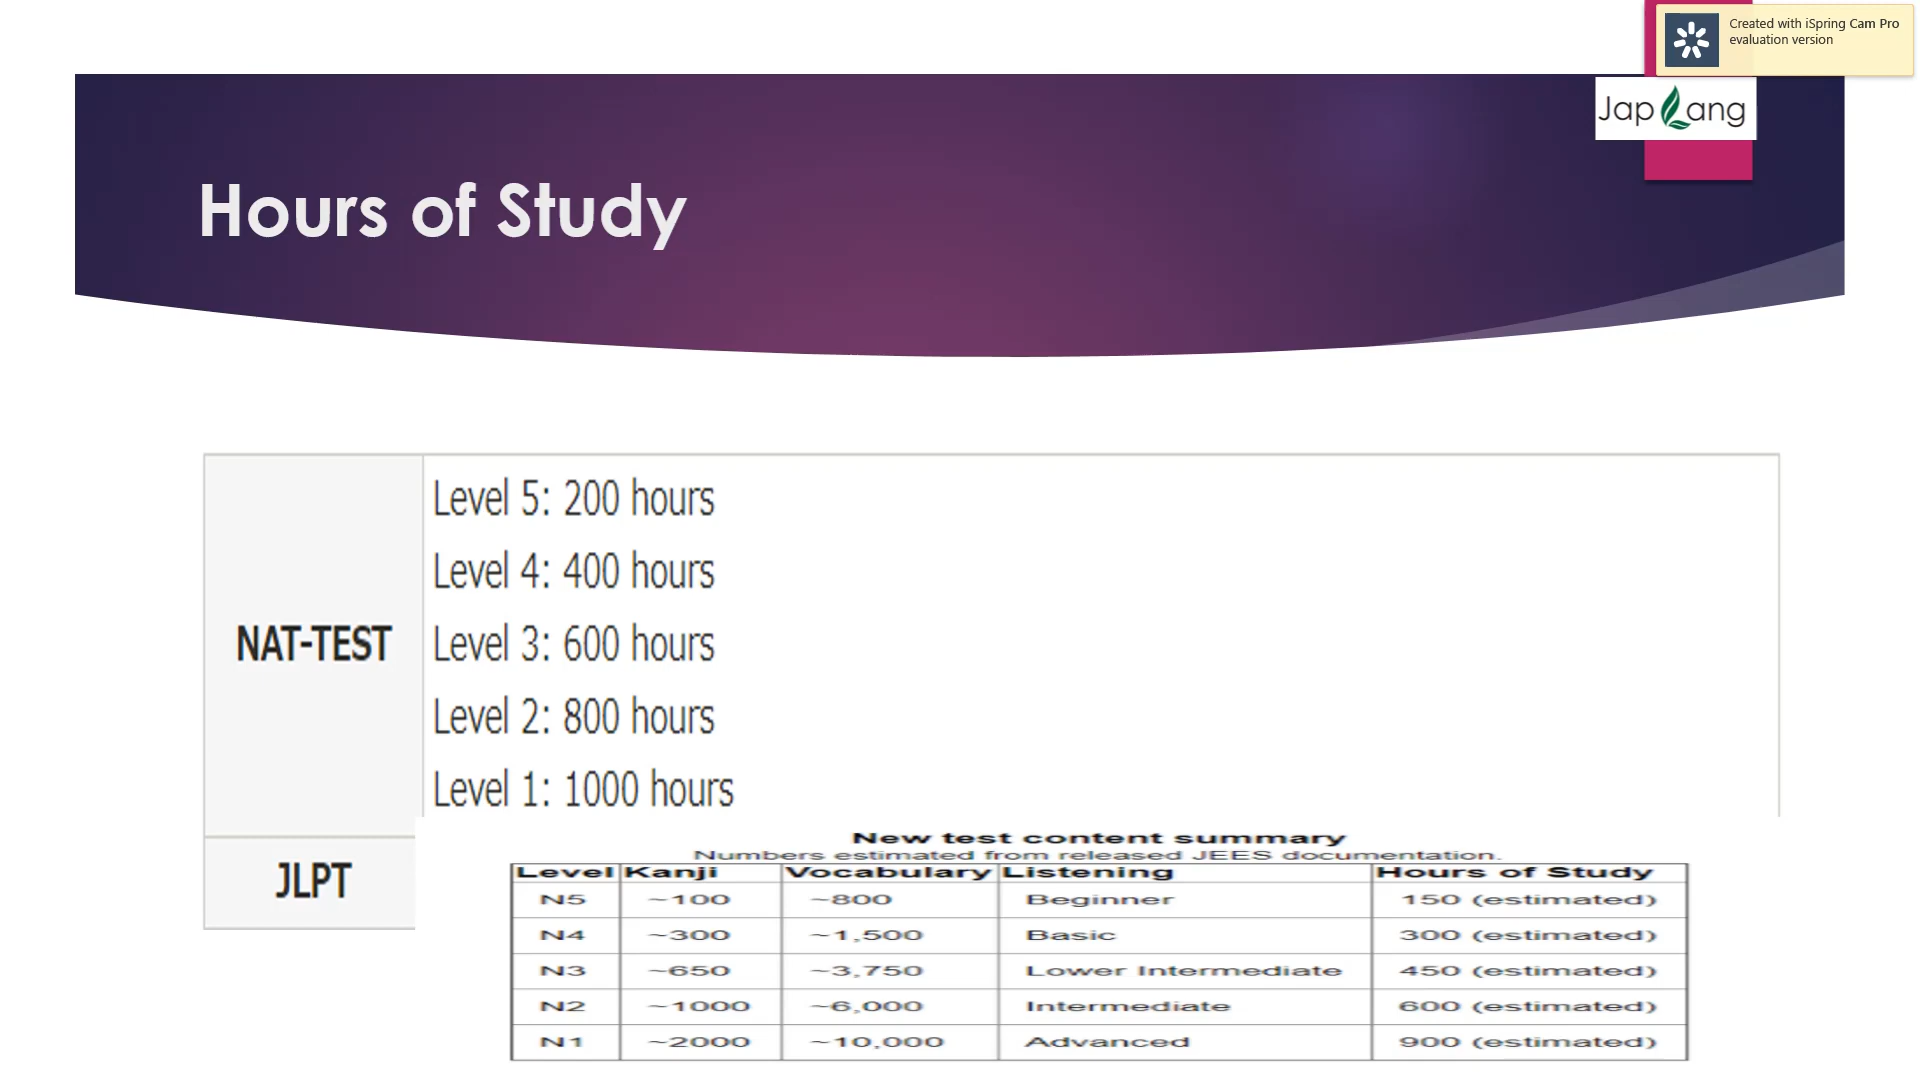 Created with iSpring Cam Pro
evaluation version
Jap Lang
Hours of Study
NAT-TEST
Level 5: 200 hours
Level 4: 400 hours
Level 3: 600 hours
Level 2: 800 hours
Level 1: 1000 hours
JLPT
New test content summary
Numbers estimated from released JEES documentation.
Level Kanji Vocabulary Listening Hours of Study
N5 ~100 ~800 Beginner 150 (estimated)
N4 ~300 ~1,500 Basic 300 (estimated)
N3 ~650 ~3,750 Lower Intermediate 450 (estimated)
N2 ~1000 ~6,000 Intermediate 600 (estimated)
N1 ~2000 ~10,000 Advanced 900 (estimated)